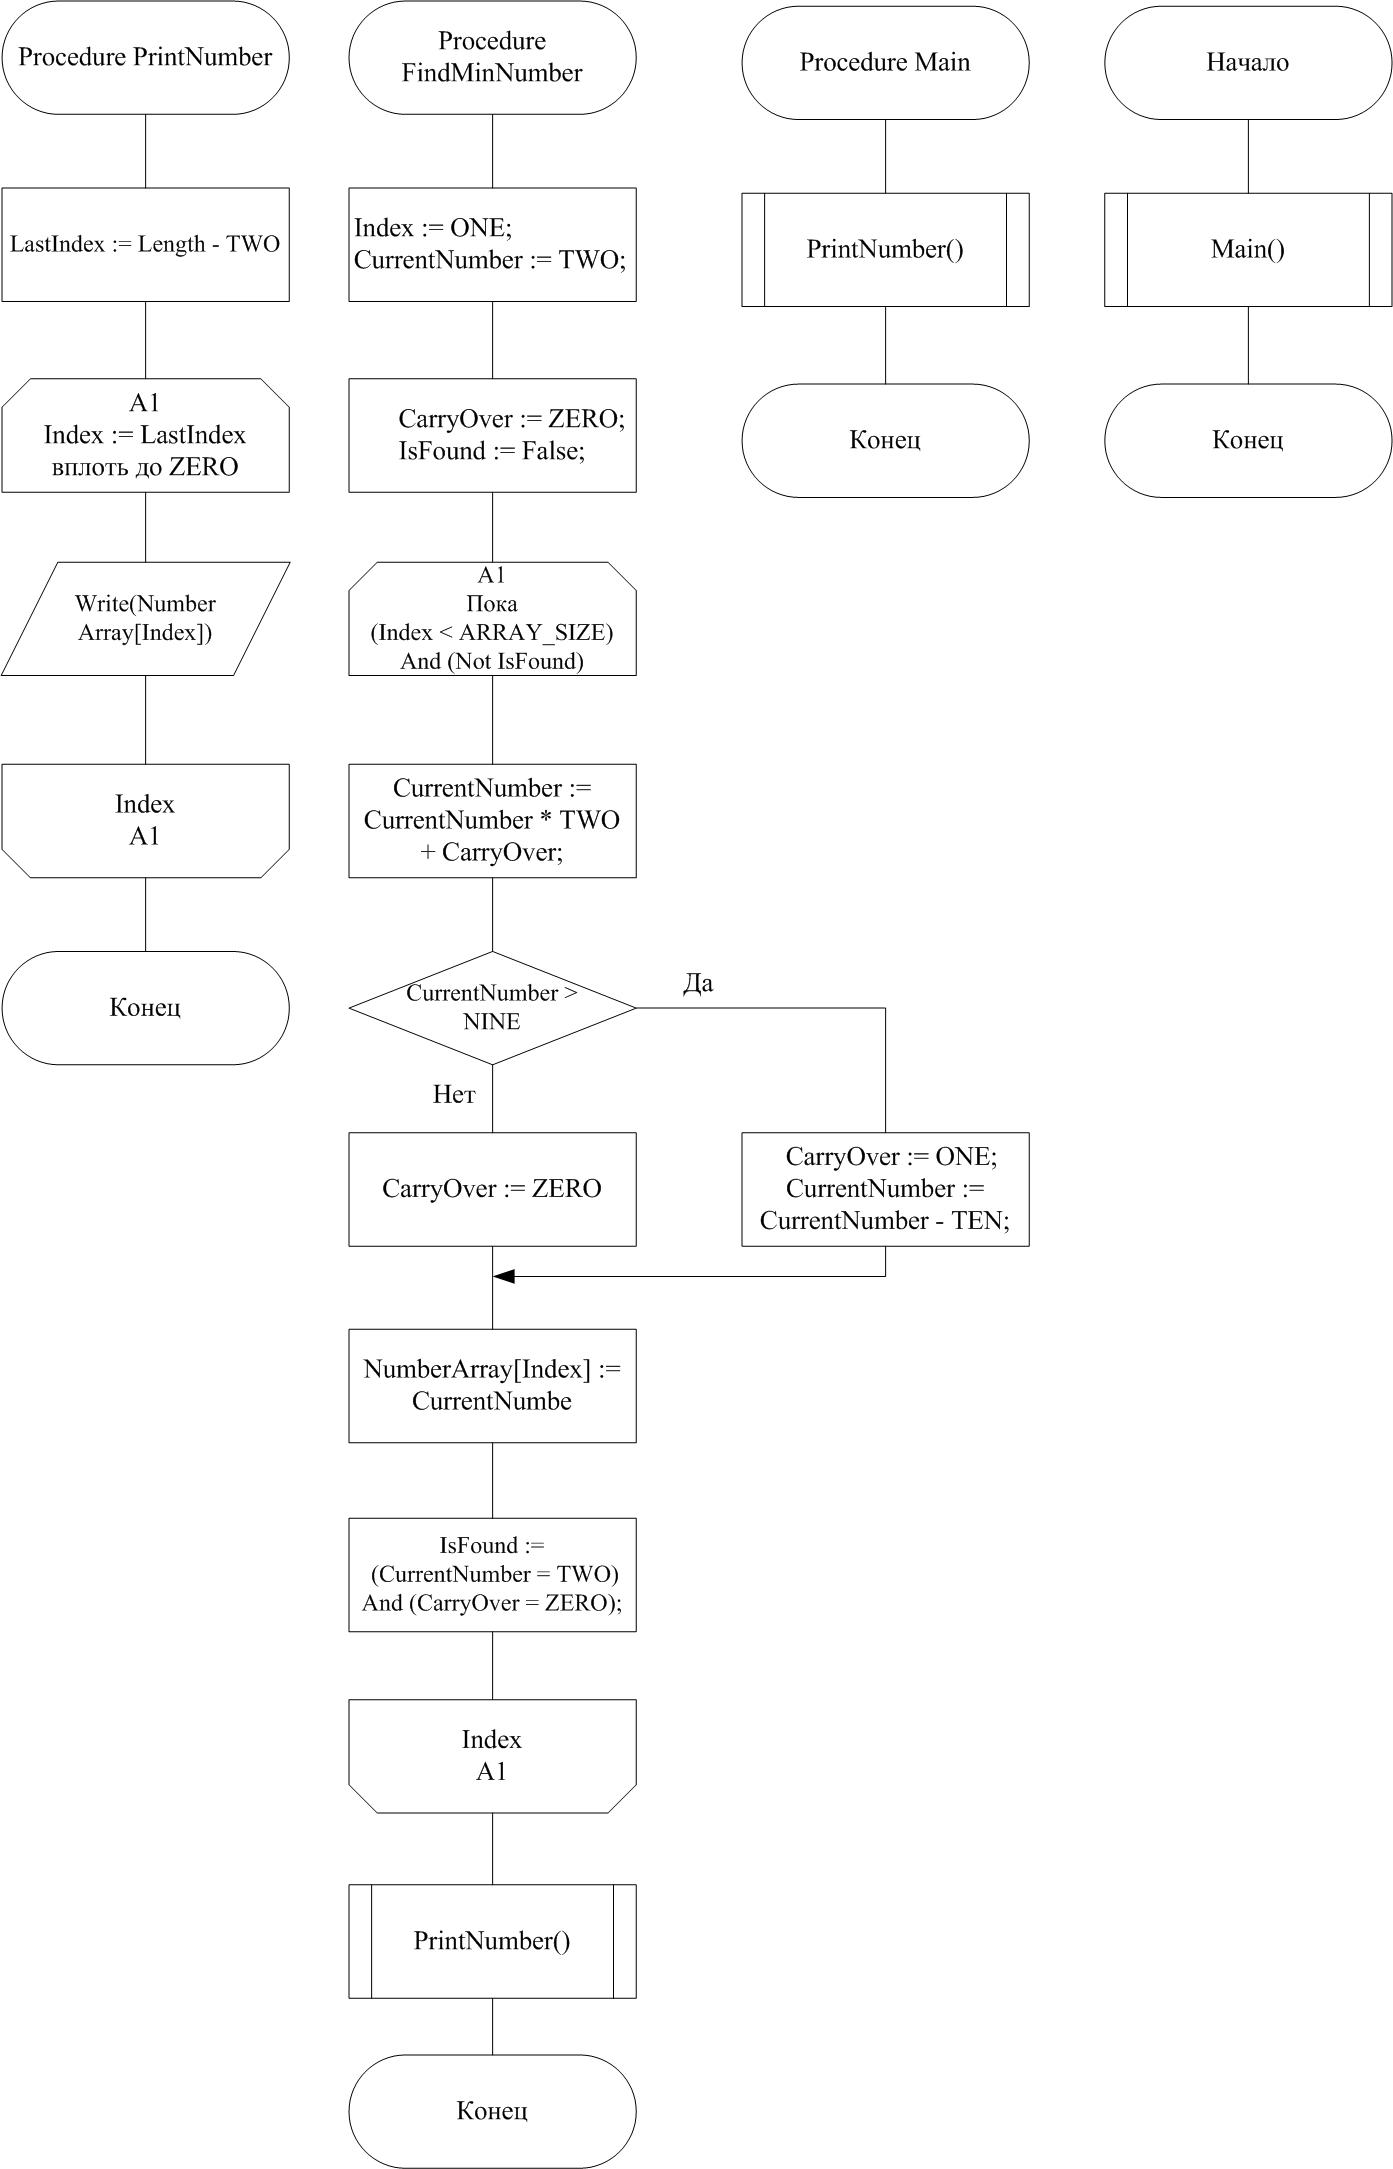 Procedure PrintNumber
LastIndex := Length - TWO
A1
Index := LastIndex
вплоть до ZERO
Write(Number
Array[Index])
Index
A1
Конец
Procedure
FindMinNumber
Index := ONE;
CurrentNumber := TWO;
CarryOver := ZERO;
IsFound := False;
A1
Пока
(Index < ARRAY_SIZE)
And (Not IsFound)
CurrentNumber :=
CurrentNumber * TWO
+ CarryOver;
CurrentNumber >
NINE
Да
Нет
CarryOver := ZERO
CarryOver := ONE;
CurrentNumber :=
CurrentNumber - TEN;
NumberArray[Index] :=
CurrentNumbe
IsFound :=
(CurrentNumber = TWO)
And (CarryOver = ZERO);
Index
A1
PrintNumber()
Конец
Procedure Main
PrintNumber()
Конец
Начало
Main()
Конец